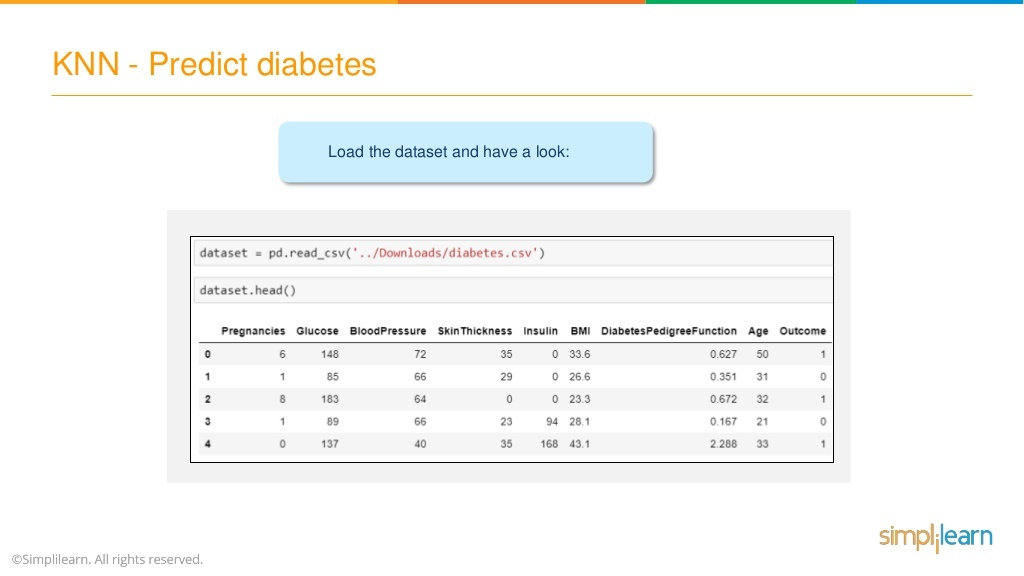 KNN - Predict diabetes
Load the dataset and have a look:
dataset = pd.read_csv('../Downloads/diabetes.csv')
dataset.head()
Pregnancies Glucose BloodPressure SkinThickness Insulin BMI DiabetesPedigreeFunction Age Outcome
0 6 148 72 35 0 33.6 0.627 50 1
1 1 85 66 29 0 26.6 0.351 31 0
2 8 183 64 0 0 23.3 0.672 32 1
3 1 89 66 23 94 28.1 0.167 21 0
4 0 137 40 35 168 43.1 2.288 33 1
simplilearn
©Simplilearn. All rights reserved.